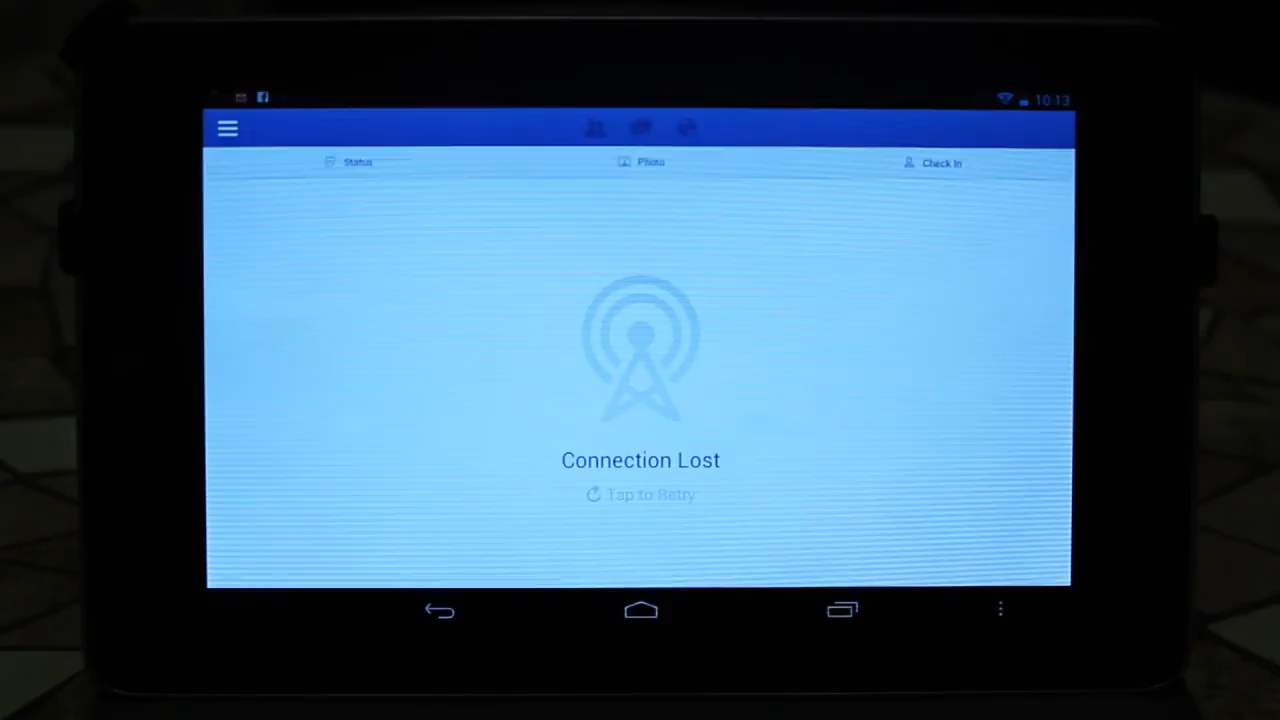 10:13
Status
Photo
Check In
Connection Lost
Tap to Retry